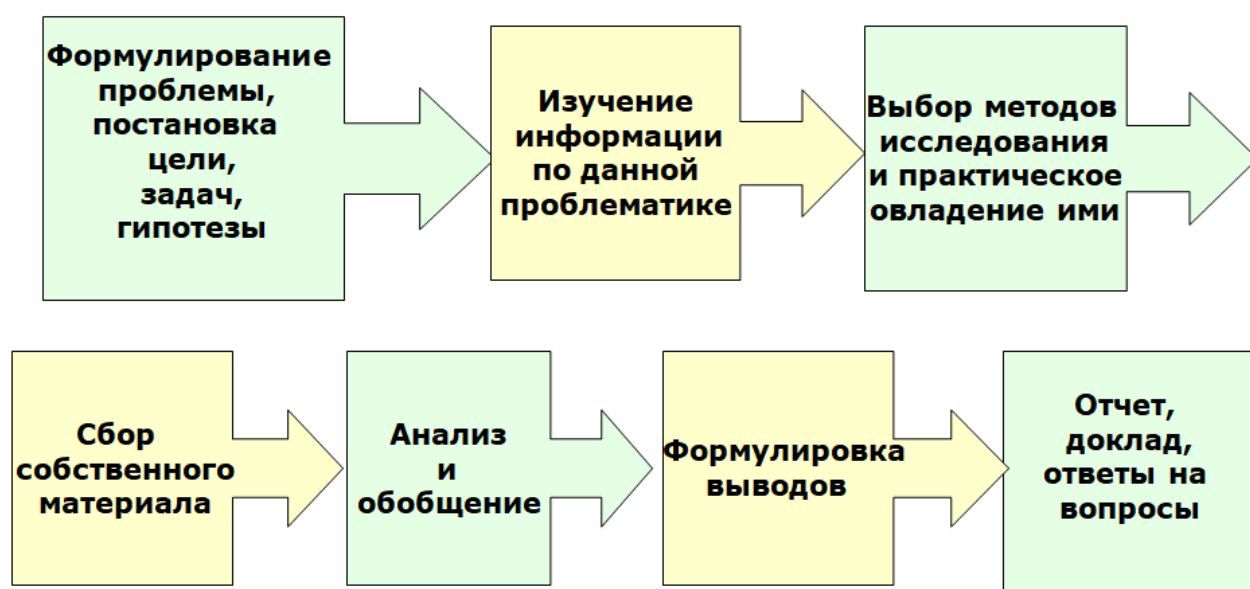 Формулирование
проблемы,
постановка
цели,
задач,
гипотезы
Изучение
информации
по данной
проблематике
Выбор методов
исследования
и практическое
овладение ими
Сбор
собственного
материала
Анализ
и
обобщение
Формулировка
выводов
Отчет,
доклад,
ответы на
вопросы